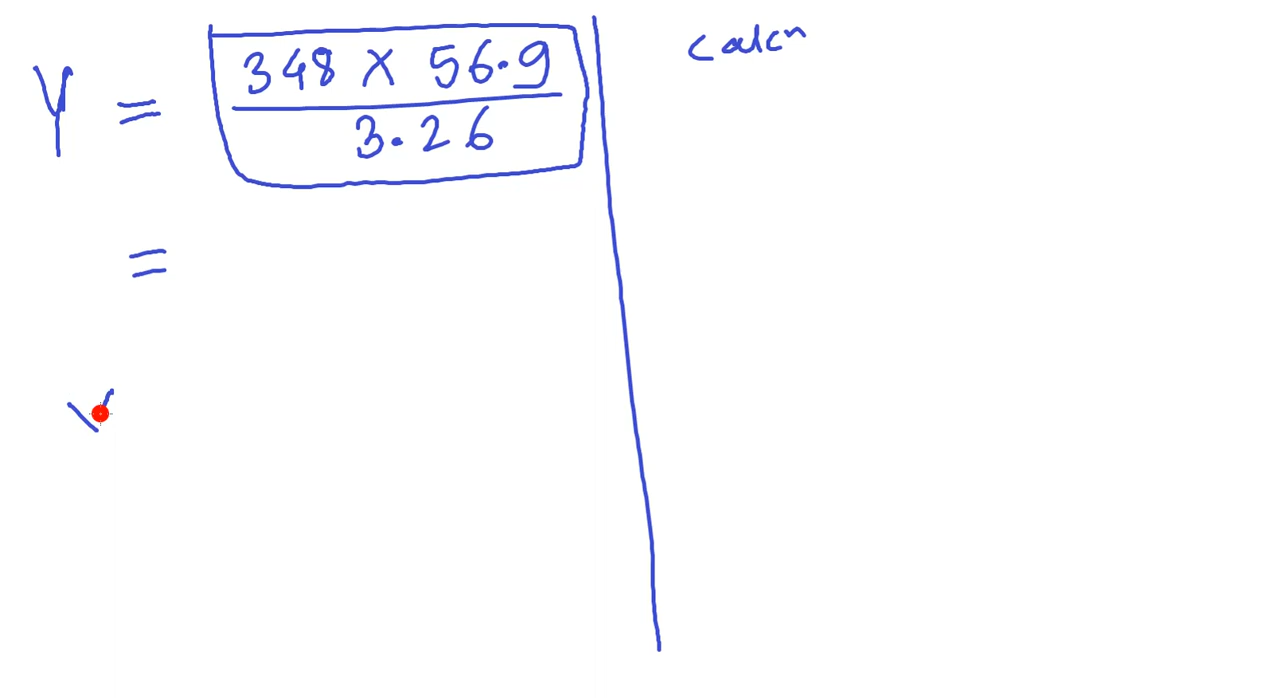 Y = 348 × 56.9
3.26
calcn
=